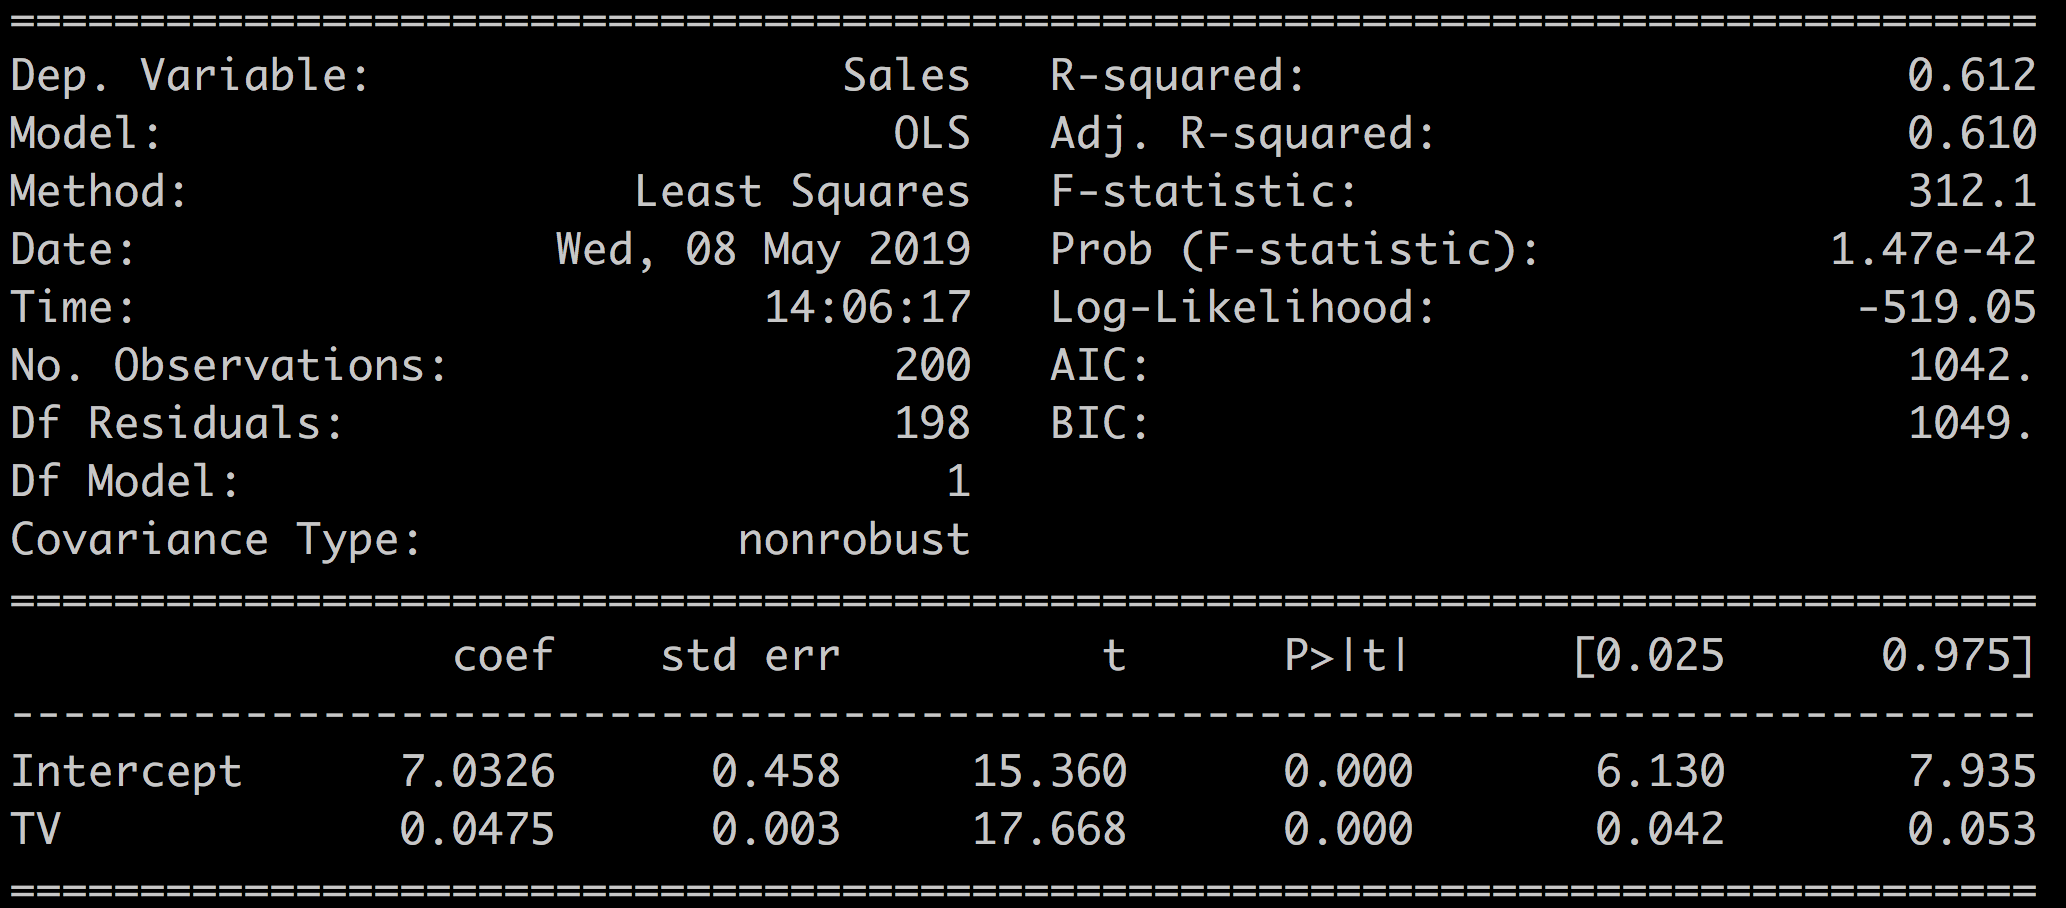 ==============================================================================
Dep. Variable:                  Sales   R-squared:                       0.612
Model:                            OLS   Adj. R-squared:                  0.610
Method:                 Least Squares   F-statistic:                     312.1
Date:                Wed, 08 May 2019   Prob (F-statistic):           1.47e-42
Time:                        14:06:17   Log-Likelihood:                -519.05
No. Observations:                 200   AIC:                             1042.
Df Residuals:                     198   BIC:                             1049.
Df Model:                           1
Covariance Type:            nonrobust
==============================================================================
                 coef    std err          t      P>|t|      [0.025      0.975]
------------------------------------------------------------------------------
Intercept      7.0326      0.458     15.360      0.000       6.130       7.935
TV             0.0475      0.003     17.668      0.000       0.042       0.053
==============================================================================